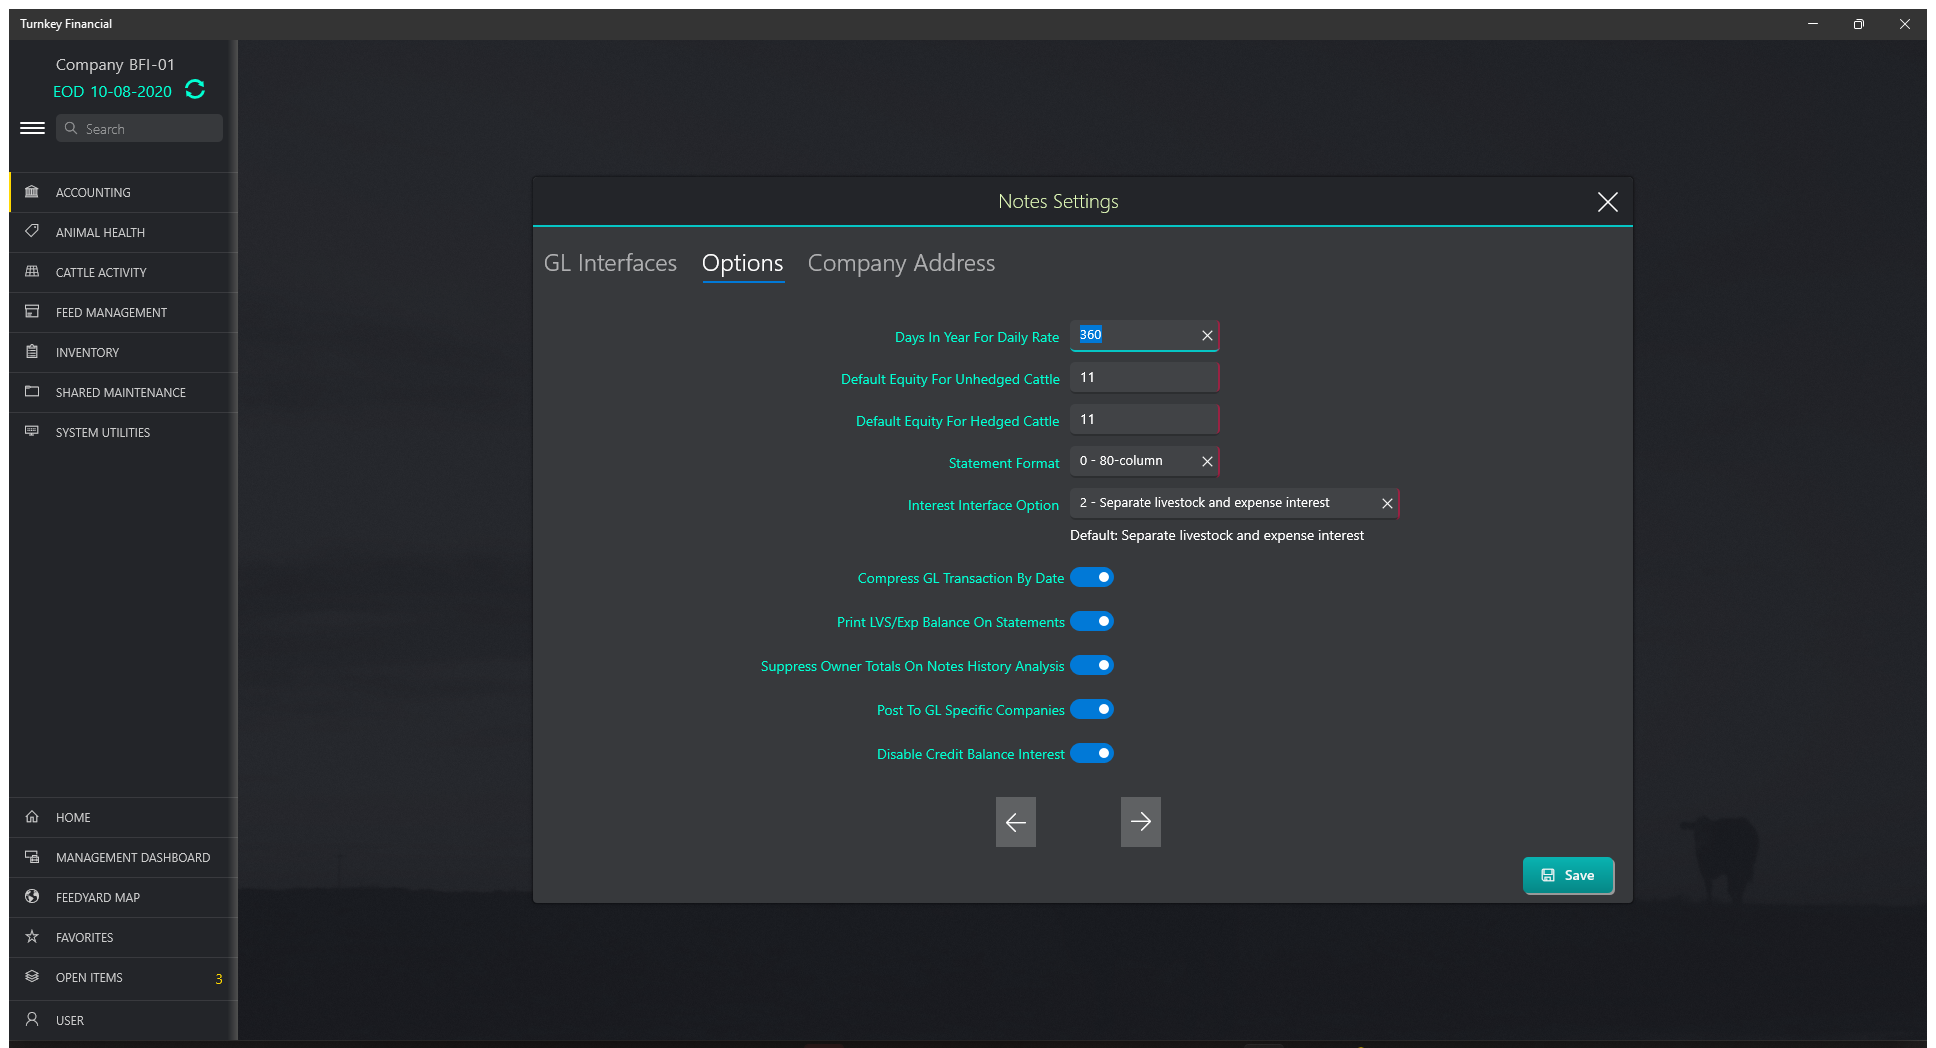 Turnkey Financial
Company BFI-01
EOD 10-08-2020
Search
ACCOUNTING
ANIMAL HEALTH
CATTLE ACTIVITY
FEED MANAGEMENT
INVENTORY
SHARED MAINTENANCE
SYSTEM UTILITIES
HOME
MANAGEMENT DASHBOARD
FEEDYARD MAP
FAVORITES
OPEN ITEMS 3
USER
Notes Settings
GL Interfaces Options Company Address
Days In Year For Daily Rate 360
Default Equity For Unhedged Cattle 11
Default Equity For Hedged Cattle 11
Statement Format 0 - 80-column
Interest Interface Option 2 - Separate livestock and expense interest
Default: Separate livestock and expense interest
Compress GL Transaction By Date
Print LVS/Exp Balance On Statements
Suppress Owner Totals On Notes History Analysis
Post To GL Specific Companies
Disable Credit Balance Interest
Save